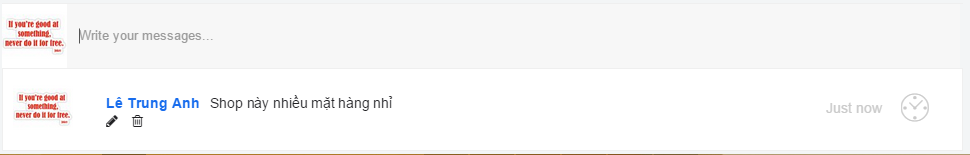 If you're good at
something,
never do it for free.
Write your messages...
If you're good at
something,
never do it for free.
Lê Trung Anh Shop này nhiều mặt hàng nhỉ
Just now